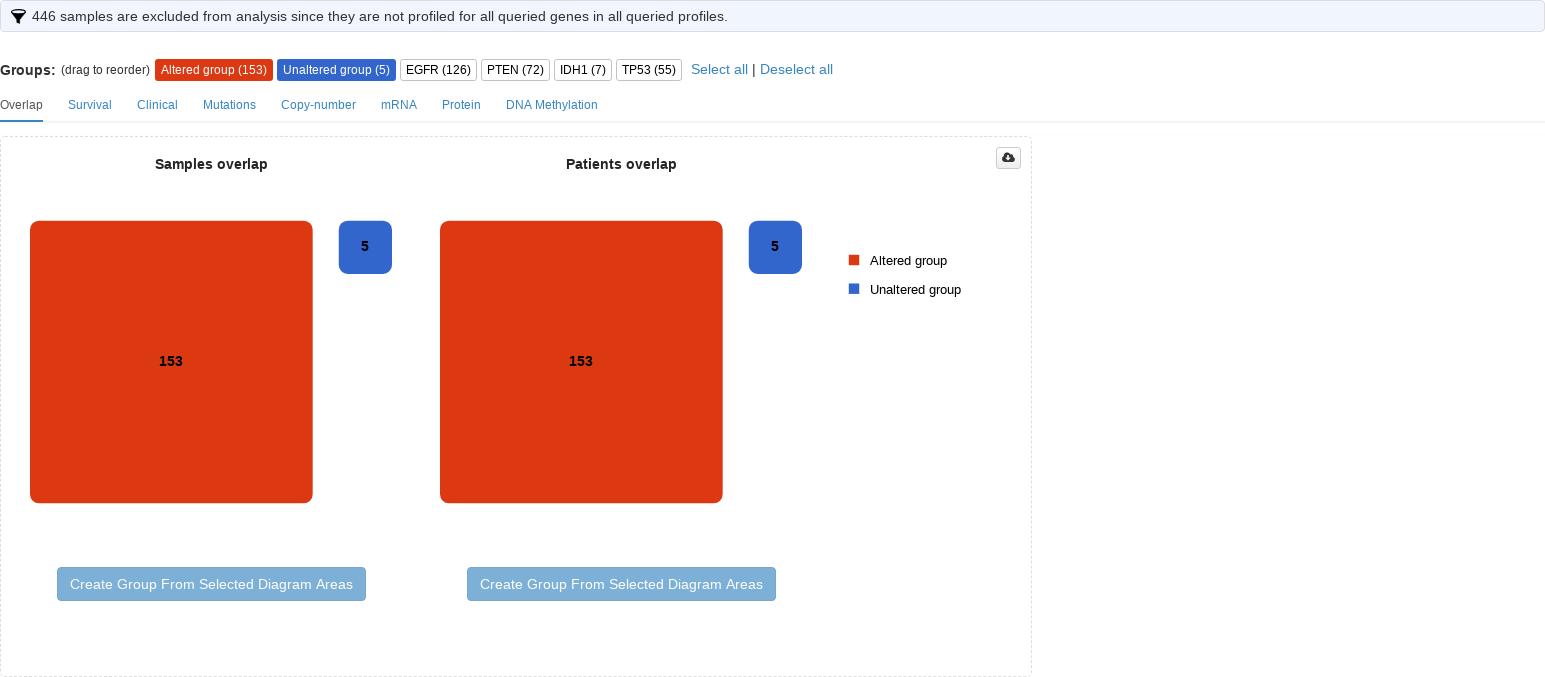 446 samples are excluded from analysis since they are not profiled for all queried genes in all queried profiles.
Groups: (drag to reorder) Altered group (153) Unaltered group (5) EGFR (126) PTEN (72) IDH1 (7) TP53 (55) Select all | Deselect all
Overlap Survival Clinical Mutations Copy-number mRNA Protein DNA Methylation
Samples overlap Patients overlap
5 5
Altered group
Unaltered group
153 153
Create Group From Selected Diagram Areas Create Group From Selected Diagram Areas